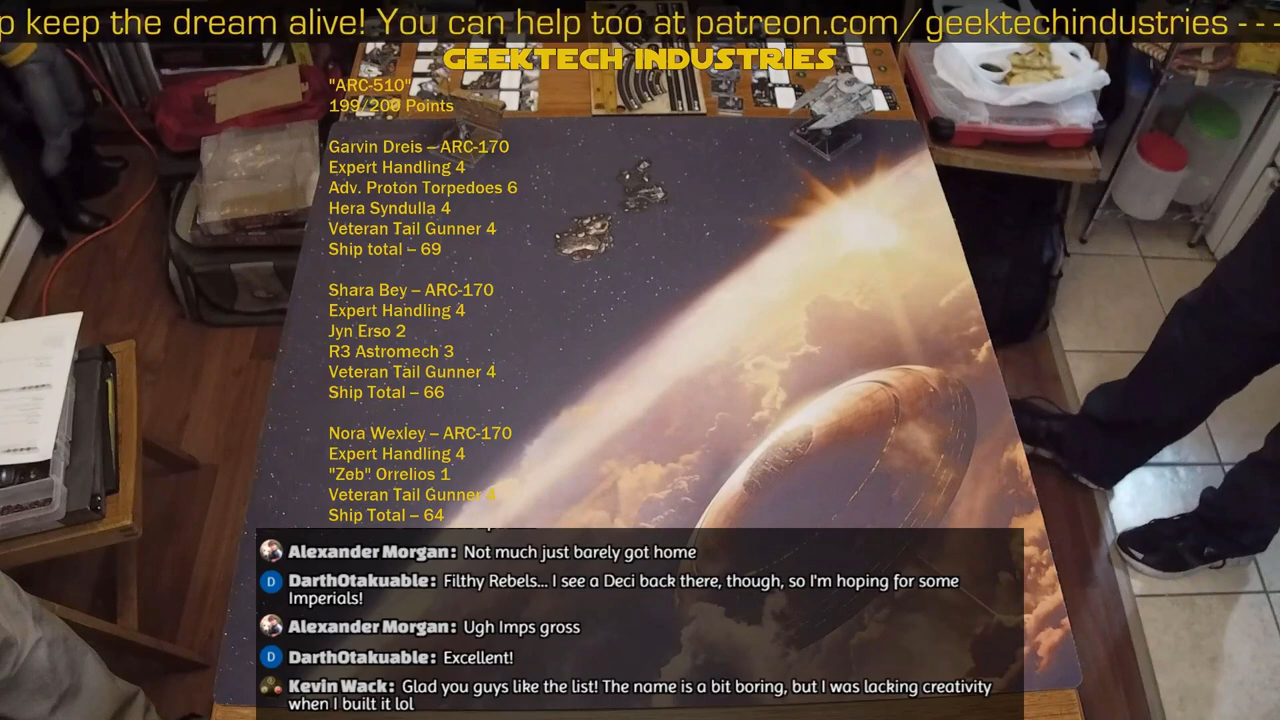 p keep the dream alive! You can help too at patreon.com/geektechindustries - - -
GEEKTECH INDUSTRIES
"ARC-510"
199/200 Points
Garvin Dreis – ARC-170
Expert Handling 4
Adv. Proton Torpedoes 6
Hera Syndulla 4
Veteran Tail Gunner 4
Ship total – 69
Shara Bey – ARC-170
Expert Handling 4
Jyn Erso 2
R3 Astromech 3
Veteran Tail Gunner 4
Ship Total – 66
Nora Wexley – ARC-170
Expert Handling 4
"Zeb" Orrelios 1
Veteran Tail Gunner 4
Ship Total – 64
Alexander Morgan: Not much just barely got home
DarthOtakuable: Filthy Rebels... I see a Deci back there, though, so I'm hoping for some
Imperials!
Alexander Morgan: Ugh Imps gross
DarthOtakuable: Excellent!
Kevin Wack: Glad you guys like the list! The name is a bit boring, but I was lacking creativity
when I built it lol